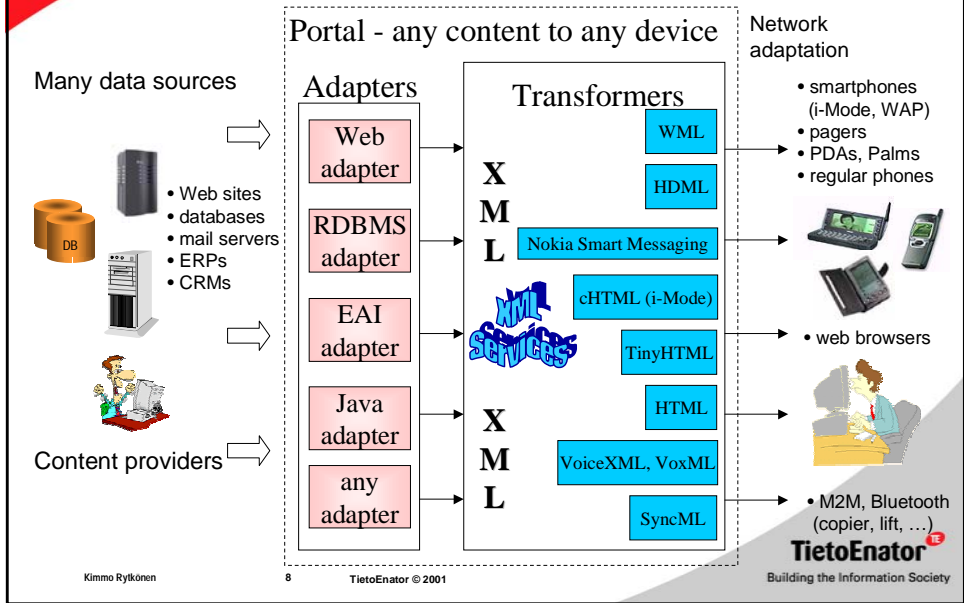 Portal - any content to any device
Network
adaptation
Many data sources
Adapters
Transformers
• smartphones
(i-Mode, WAP)
• pagers
• PDAs, Palms
• regular phones
• Web sites
• databases
• mail servers
• ERPs
• CRMs
DB
Web
adapter
RDBMS
adapter
EAI
adapter
Java
adapter
any
adapter
X
M
L
XML
Services
X
M
L
WML
HDML
Nokia Smart Messaging
cHTML (i-Mode)
TinyHTML
HTML
VoiceXML, VoxML
SyncML
• web browsers
Content providers
• M2M, Bluetooth
(copier, lift, …)
TietoEnator TE
Building the Information Society
Kimmo Rytkönen
8
TietoEnator © 2001